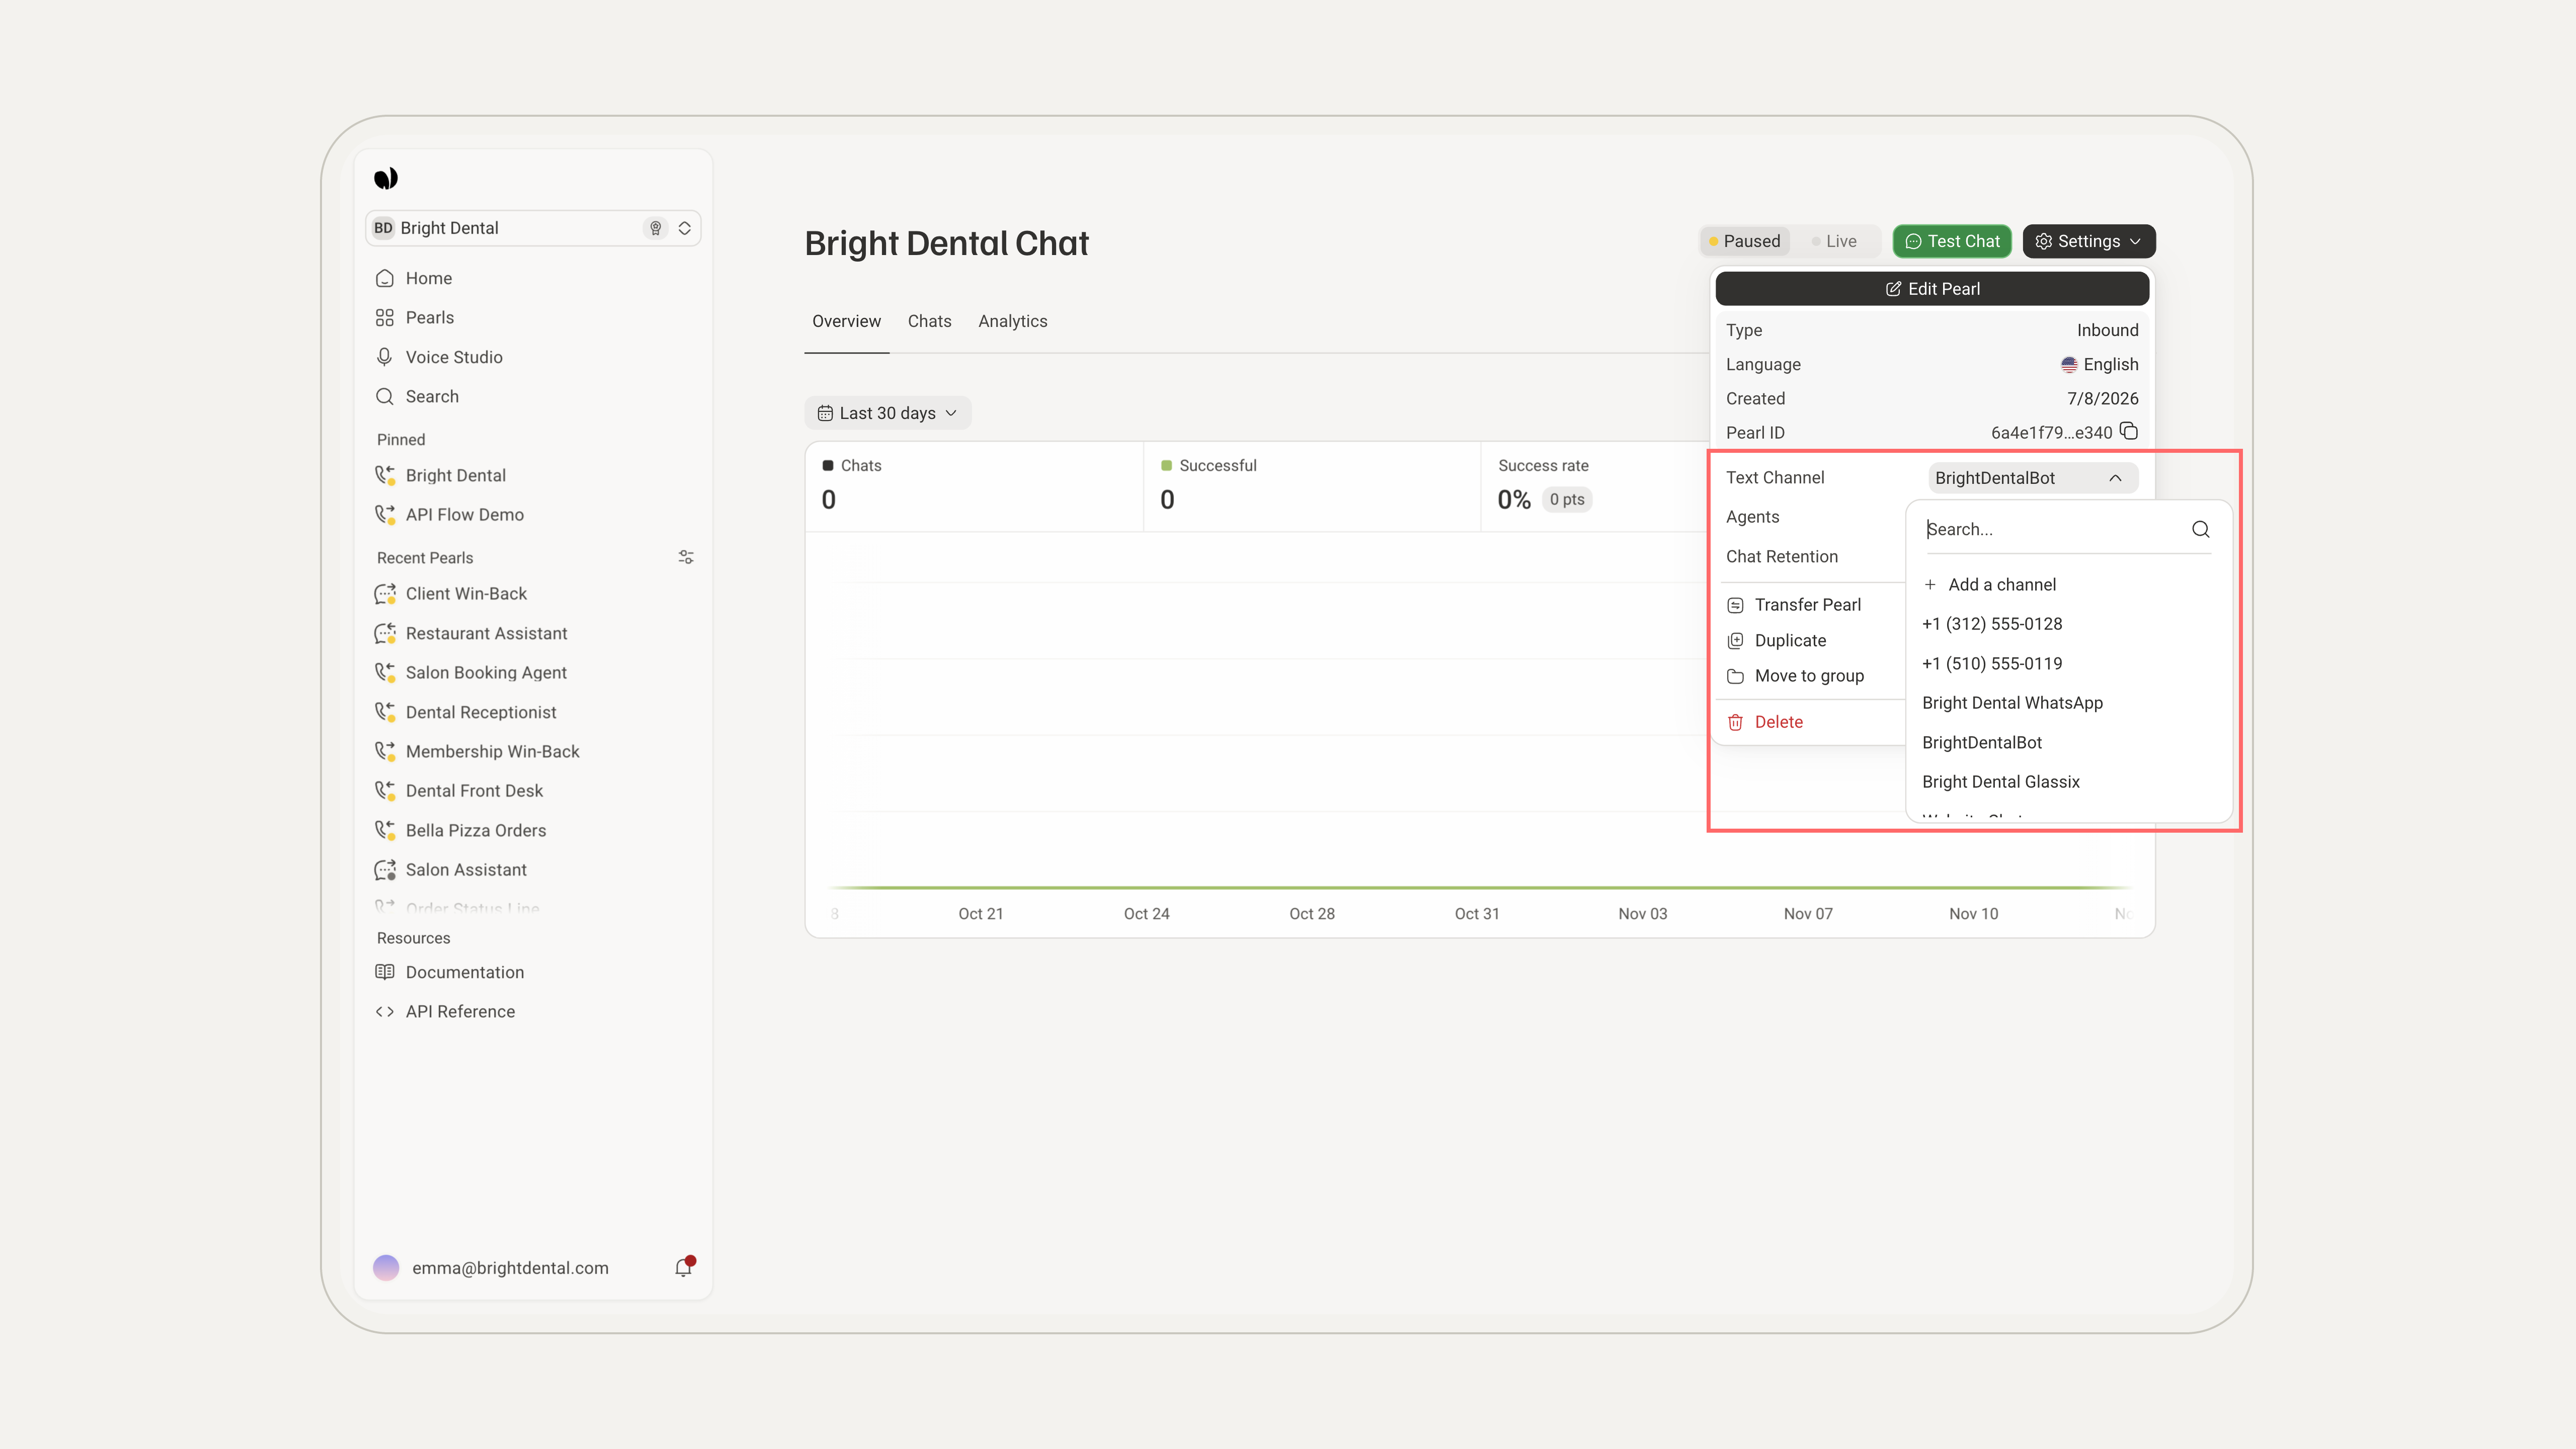 BD Bright Dental
Home
Pearls
Voice Studio
Search
Pinned
Bright Dental
API Flow Demo
Recent Pearls
Client Win-Back
Restaurant Assistant
Salon Booking Agent
Dental Receptionist
Membership Win-Back
Dental Front Desk
Bella Pizza Orders
Salon Assistant
Order Status Line
Resources
Documentation
API Reference
emma@brightdental.com
Bright Dental Chat
Paused Live Test Chat Settings
Overview Chats Analytics
Last 30 days
Chats
0
Successful
0
Success rate
0% 0 pts
8 Oct 21 Oct 24 Oct 28 Oct 31 Nov 03 Nov 07 Nov 10
Edit Pearl
Type Inbound
Language English
Created 7/8/2026
Pearl ID 6a4e1f79...e340
Text Channel BrightDentalBot
Agents
Chat Retention
Transfer Pearl
Duplicate
Move to group
Delete
Search...
+ Add a channel
+1 (312) 555-0128
+1 (510) 555-0119
Bright Dental WhatsApp
BrightDentalBot
Bright Dental Glassix